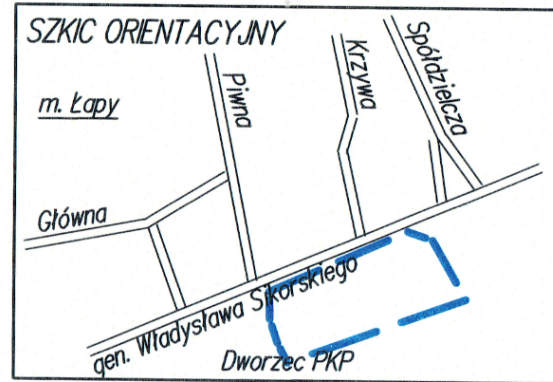 SZKIC ORIENTACYJNY
m. Łapy
Piwna
Krzywa
Spółdzielcza
Główna
gen. Władysława Sikorskiego
Dworzec PKP